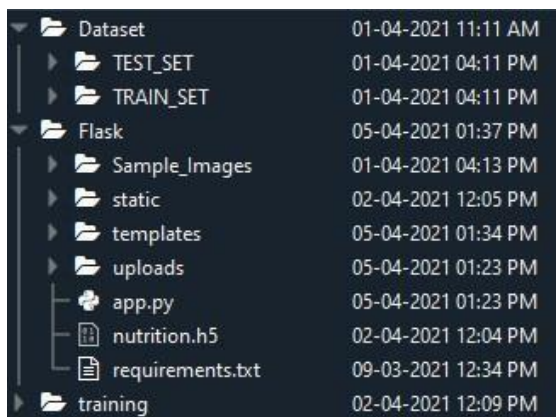 Dataset 01-04-2021 11:11 AM
TEST_SET 01-04-2021 04:11 PM
TRAIN_SET 01-04-2021 04:11 PM
Flask 05-04-2021 01:37 PM
Sample_Images 01-04-2021 04:13 PM
static 02-04-2021 12:05 PM
templates 05-04-2021 01:34 PM
uploads 05-04-2021 01:23 PM
app.py 05-04-2021 01:23 PM
nutrition.h5 02-04-2021 12:04 PM
requirements.txt 09-03-2021 12:34 PM
training 02-04-2021 12:09 PM